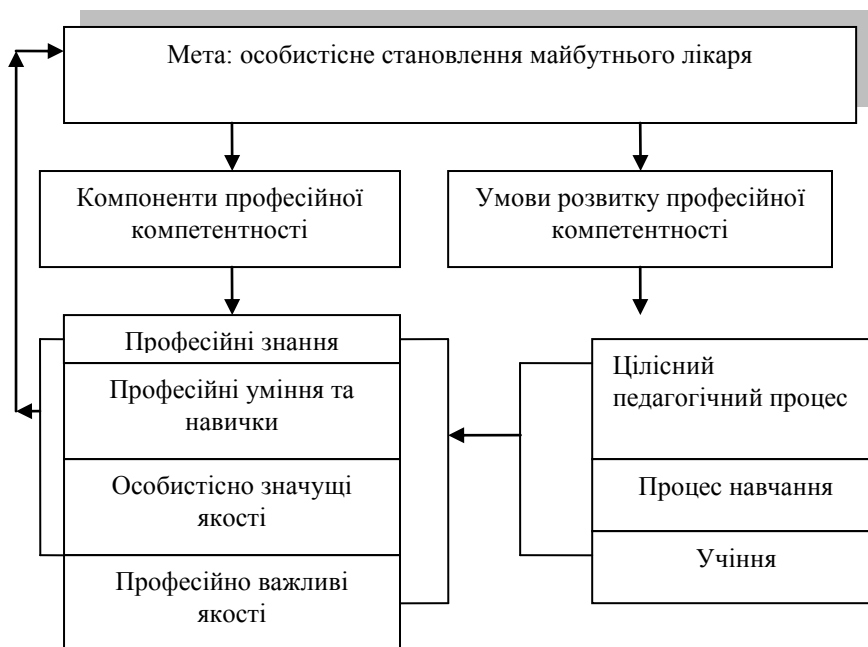 Мета: особистісне становлення майбутнього лікаря
Компоненти професійної
компетентності
Умови розвитку професійної
компетентності
Професійні знання
Професійні уміння та
навички
Особистісно значущі
якості
Професійно важливі
якості
Цілісний
педагогічний процес
Процес навчання
Учіння